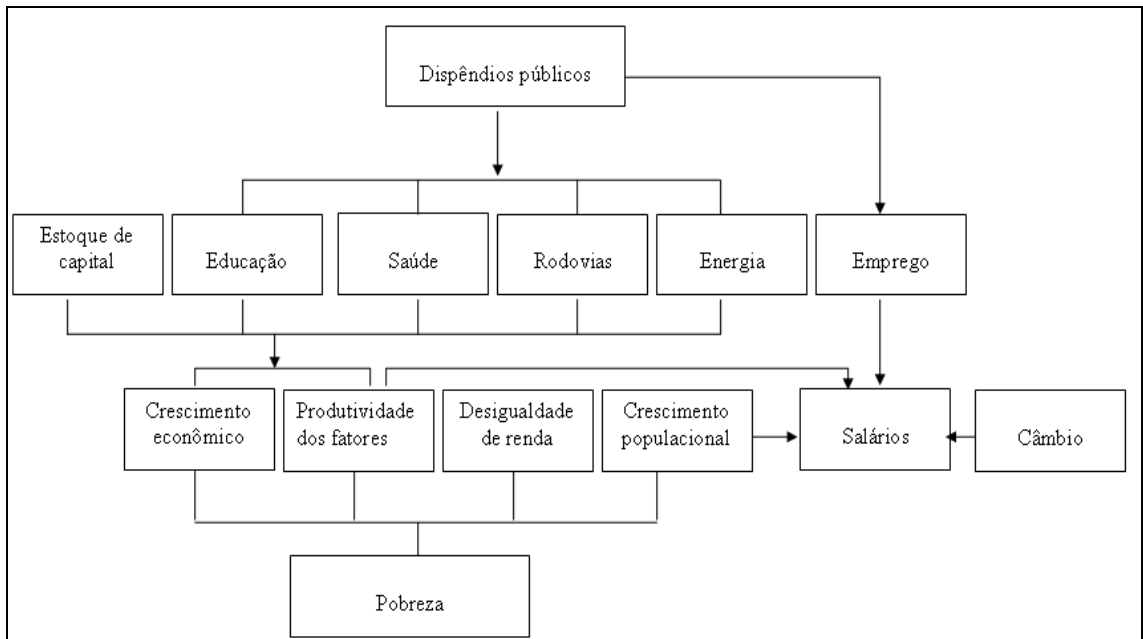 Dispêndios públicos
Estoque de
capital
Educação
Saúde
Rodovias
Energia
Emprego
Crescimento
econômico
Produtividade
dos fatores
Desigualdade
de renda
Crescimento
populacional
Salários
Câmbio
Pobreza